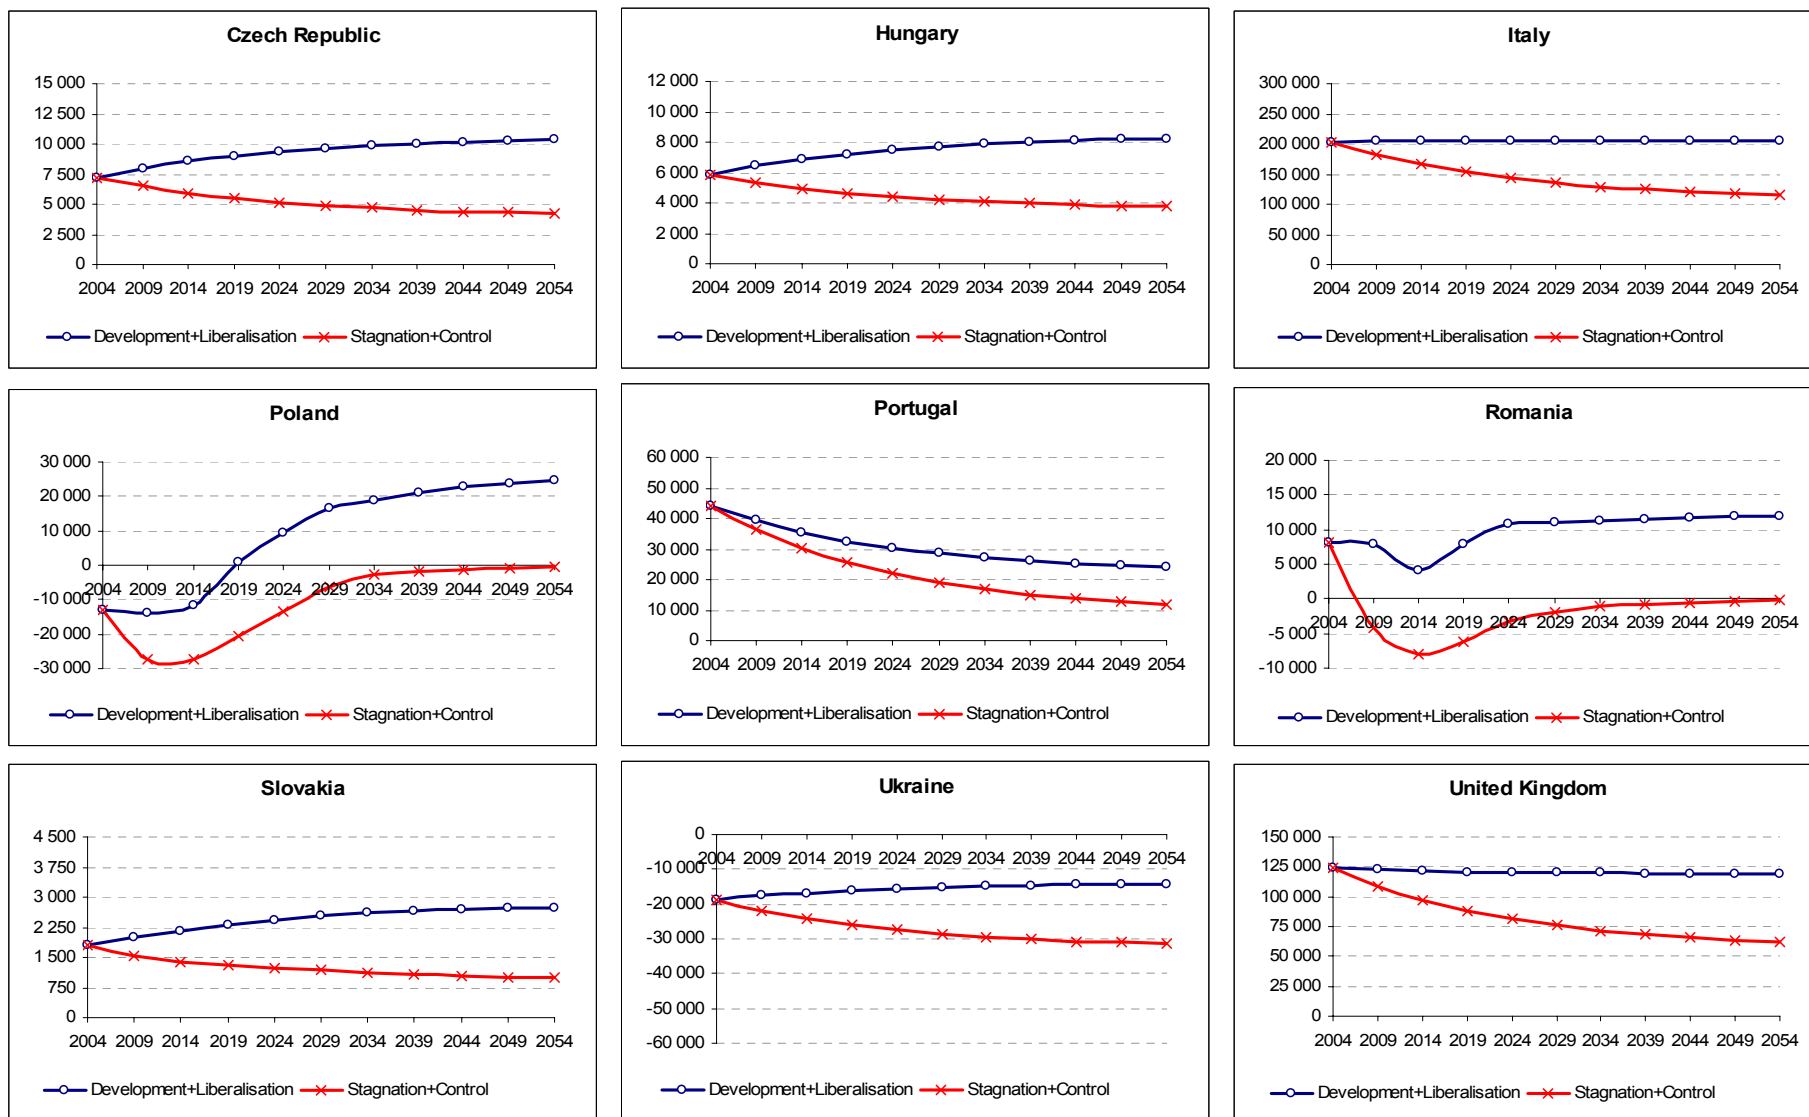 Czech Republic
15 000
12 500
10 000
7 500
5 000
2 500
0
2004 2009 2014 2019 2024 2029 2034 2039 2044 2049 2054
Development+Liberalisation Stagnation+Control
Hungary
12 000
10 000
8 000
6 000
4 000
2 000
0
2004 2009 2014 2019 2024 2029 2034 2039 2044 2049 2054
Development+Liberalisation Stagnation+Control
Italy
300 000
250 000
200 000
150 000
100 000
50 000
0
2004 2009 2014 2019 2024 2029 2034 2039 2044 2049 2054
Development+Liberalisation Stagnation+Control
Poland
30 000
20 000
10 000
0
2004 2009 2014 2019 2024 2029 2034 2039 2044 2049 2054
-10 000
-20 000
-30 000
Development+Liberalisation Stagnation+Control
Portugal
60 000
50 000
40 000
30 000
20 000
10 000
0
2004 2009 2014 2019 2024 2029 2034 2039 2044 2049 2054
Development+Liberalisation Stagnation+Control
Romania
20 000
15 000
10 000
5 000
0
2004 2009 2014 2019 2024 2029 2034 2039 2044 2049 2054
-5 000
-10 000
Development+Liberalisation Stagnation+Control
Slovakia
4 500
3 750
3 000
2 250
1 500
750
0
2004 2009 2014 2019 2024 2029 2034 2039 2044 2049 2054
Development+Liberalisation Stagnation+Control
Ukraine
0
2004 2009 2014 2019 2024 2029 2034 2039 2044 2049 2054
-10 000
-20 000
-30 000
-40 000
-50 000
-60 000
Development+Liberalisation Stagnation+Control
United Kingdom
150 000
125 000
100 000
75 000
50 000
25 000
0
2004 2009 2014 2019 2024 2029 2034 2039 2044 2049 2054
Development+Liberalisation Stagnation+Control